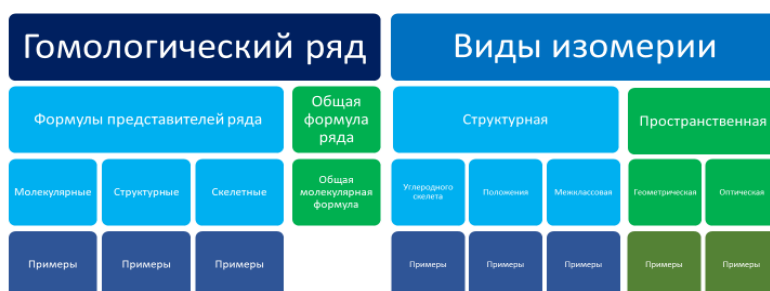 Гомологический ряд
Виды изомерии
Формулы представителей ряда
Общая
формула
ряда
Структурная
Пространственная
Молекулярные
Структурные
Скелетные
Общая
молекулярная
формула
Углеродного
скелета
Положения
Межклассовая
Геометрическая
Оптическая
Примеры
Примеры
Примеры
Примеры
Примеры
Примеры
Примеры
Примеры